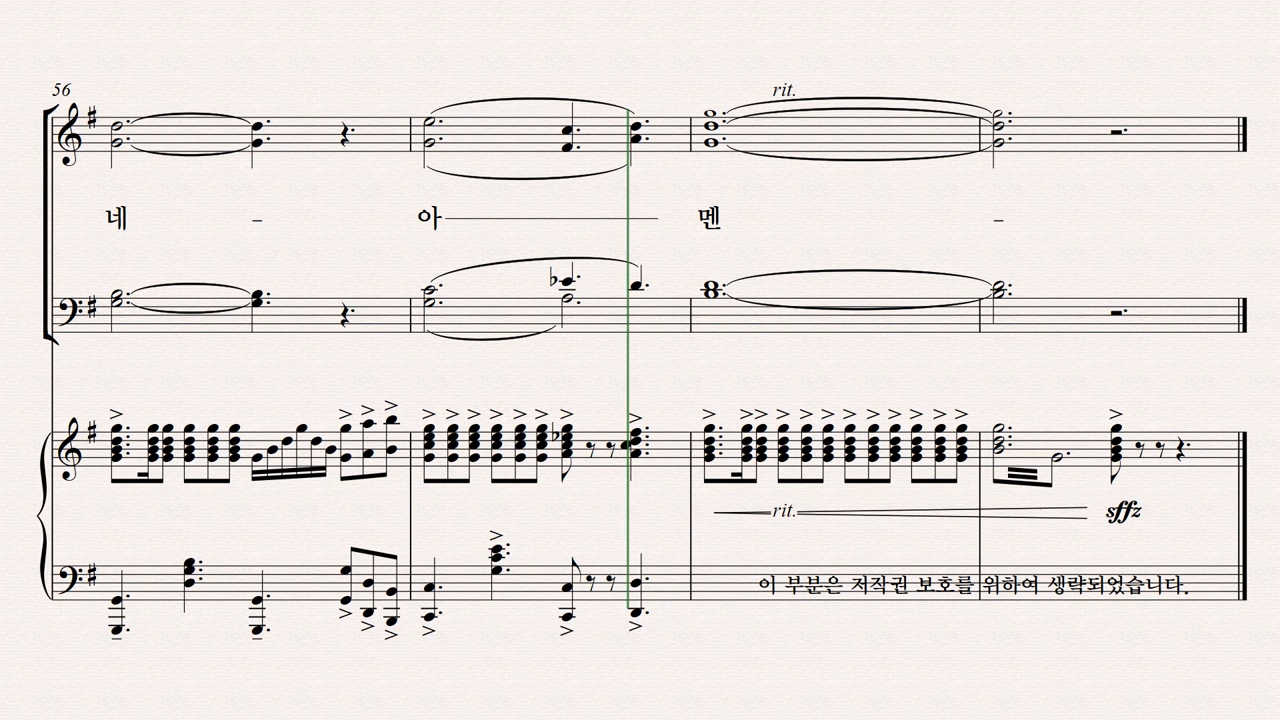 56
rit.
네 - 아 멘 -
rit. sffz
이 부분은 저작권 보호를 위하여 생략되었습니다.